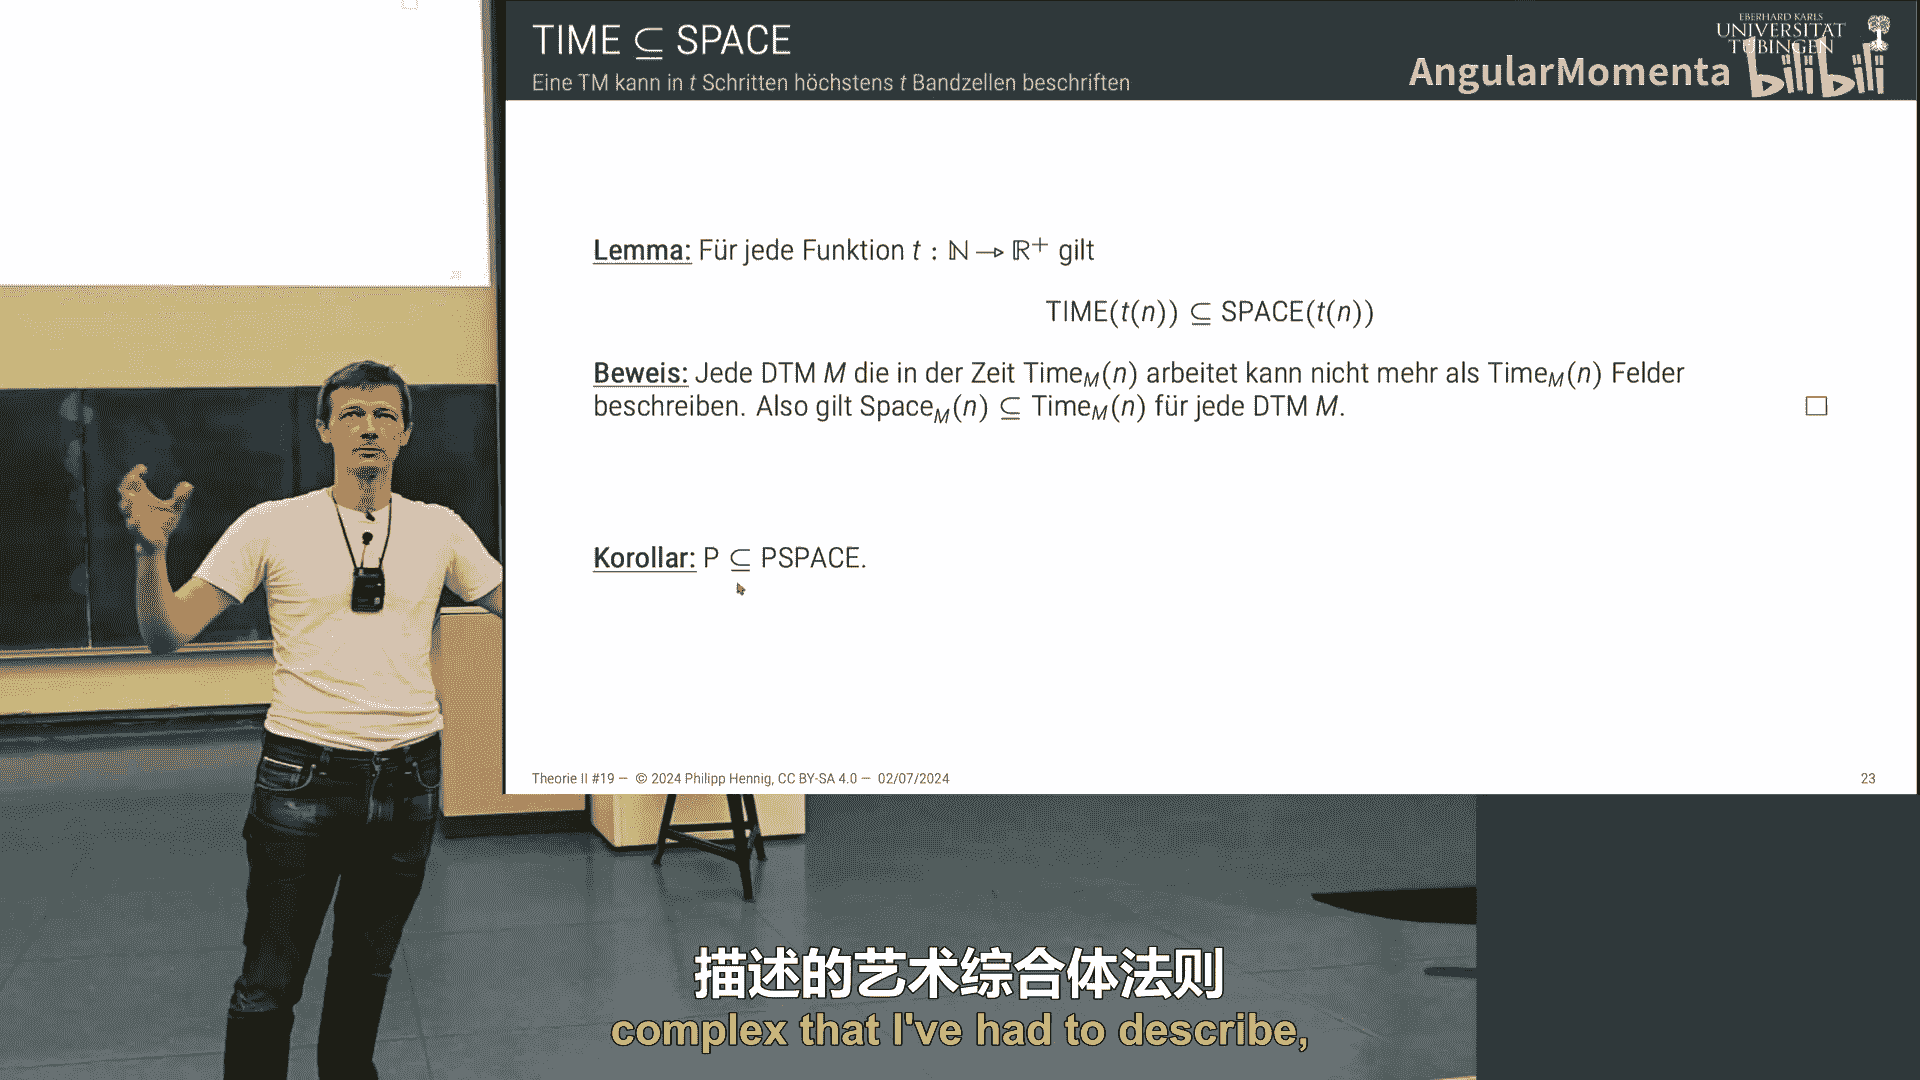 TIME ⊆ SPACE
Eine TM kann in t Schritten höchstens t Bandzellen beschriften
EBERHARD KARLS
UNIVERSITÄT
TÜBINGEN
AngularMomenta
bilibili
Lemma: Für jede Funktion t : ℕ → ℝ⁺ gilt
TIME(t(n)) ⊆ SPACE(t(n))
Beweis: Jede DTM M die in der Zeit Time_M(n) arbeitet kann nicht mehr als Time_M(n) Felder
beschreiben. Also gilt Space_M(n) ⊆ Time_M(n) für jede DTM M. □
Korollar: P ⊆ PSPACE.
Theorie II #19 — © 2024 Philipp Hennig, CC BY-SA 4.0 — 02/07/2024
23
描述的艺术综合体法则
complex that I've had to describe,